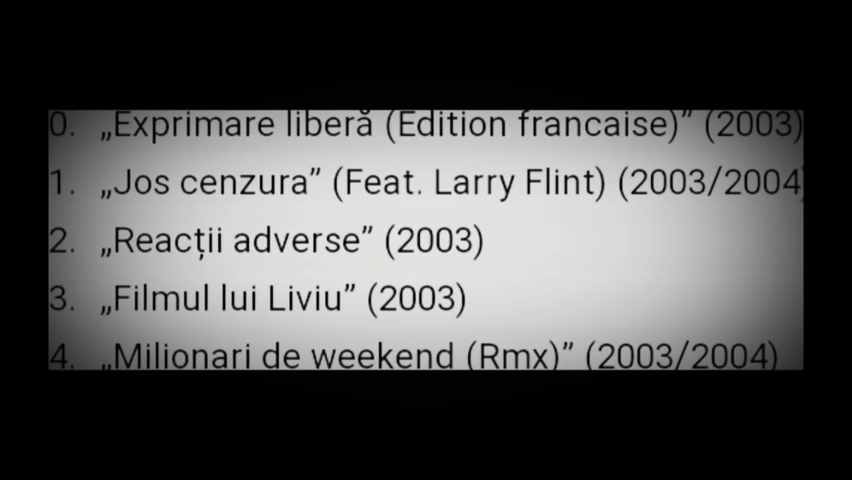 0. „Exprimare liberă (Edition francaise)” (2003)
1. „Jos cenzura” (Feat. Larry Flint) (2003/2004
2. „Reacții adverse” (2003)
3. „Filmul lui Liviu” (2003)
4. „Milionari de weekend (Rmx)” (2003/2004)